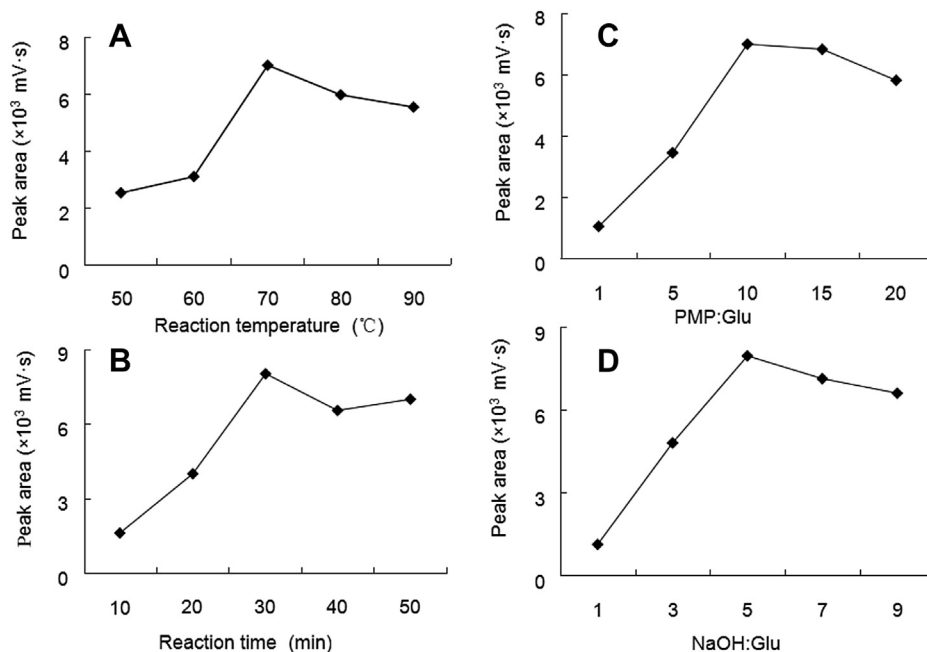 A
Peak area (×10³ mV·s)
8
6
4
2
0
50 60 70 80 90
Reaction temperature (℃)
B
Peak area (×10³ mV·s)
9
6
3
0
10 20 30 40 50
Reaction time (min)
C
Peak area (×10³ mV·s)
8
6
4
2
0
1 5 10 15 20
PMP:Glu
D
Peak area (×10³ mV·s)
9
6
3
0
1 3 5 7 9
NaOH:Glu